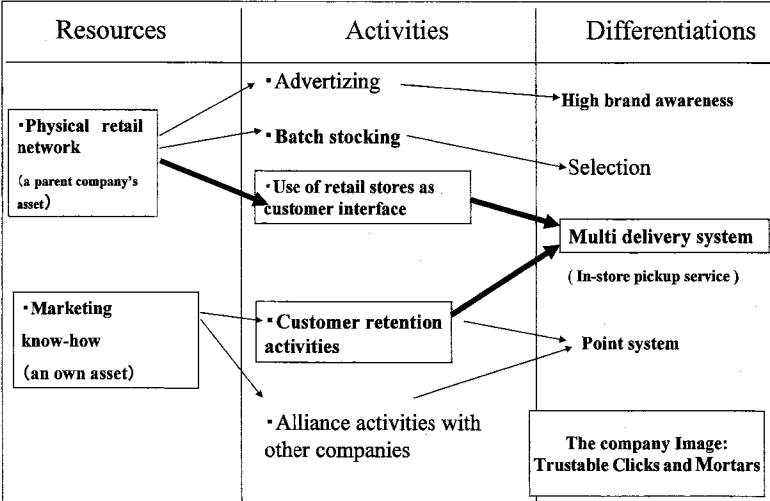 Resources
Activities
Differentiations
・Physical retail
network
(a parent company's
asset)
・Marketing
know-how
(an own asset)
・Advertizing
・Batch stocking
・Use of retail stores as
customer interface
・Customer retention
activities
・Alliance activities with
other companies
High brand awareness
Selection
Multi delivery system
( In-store pickup service )
Point system
The company Image:
Trustable Clicks and Mortars